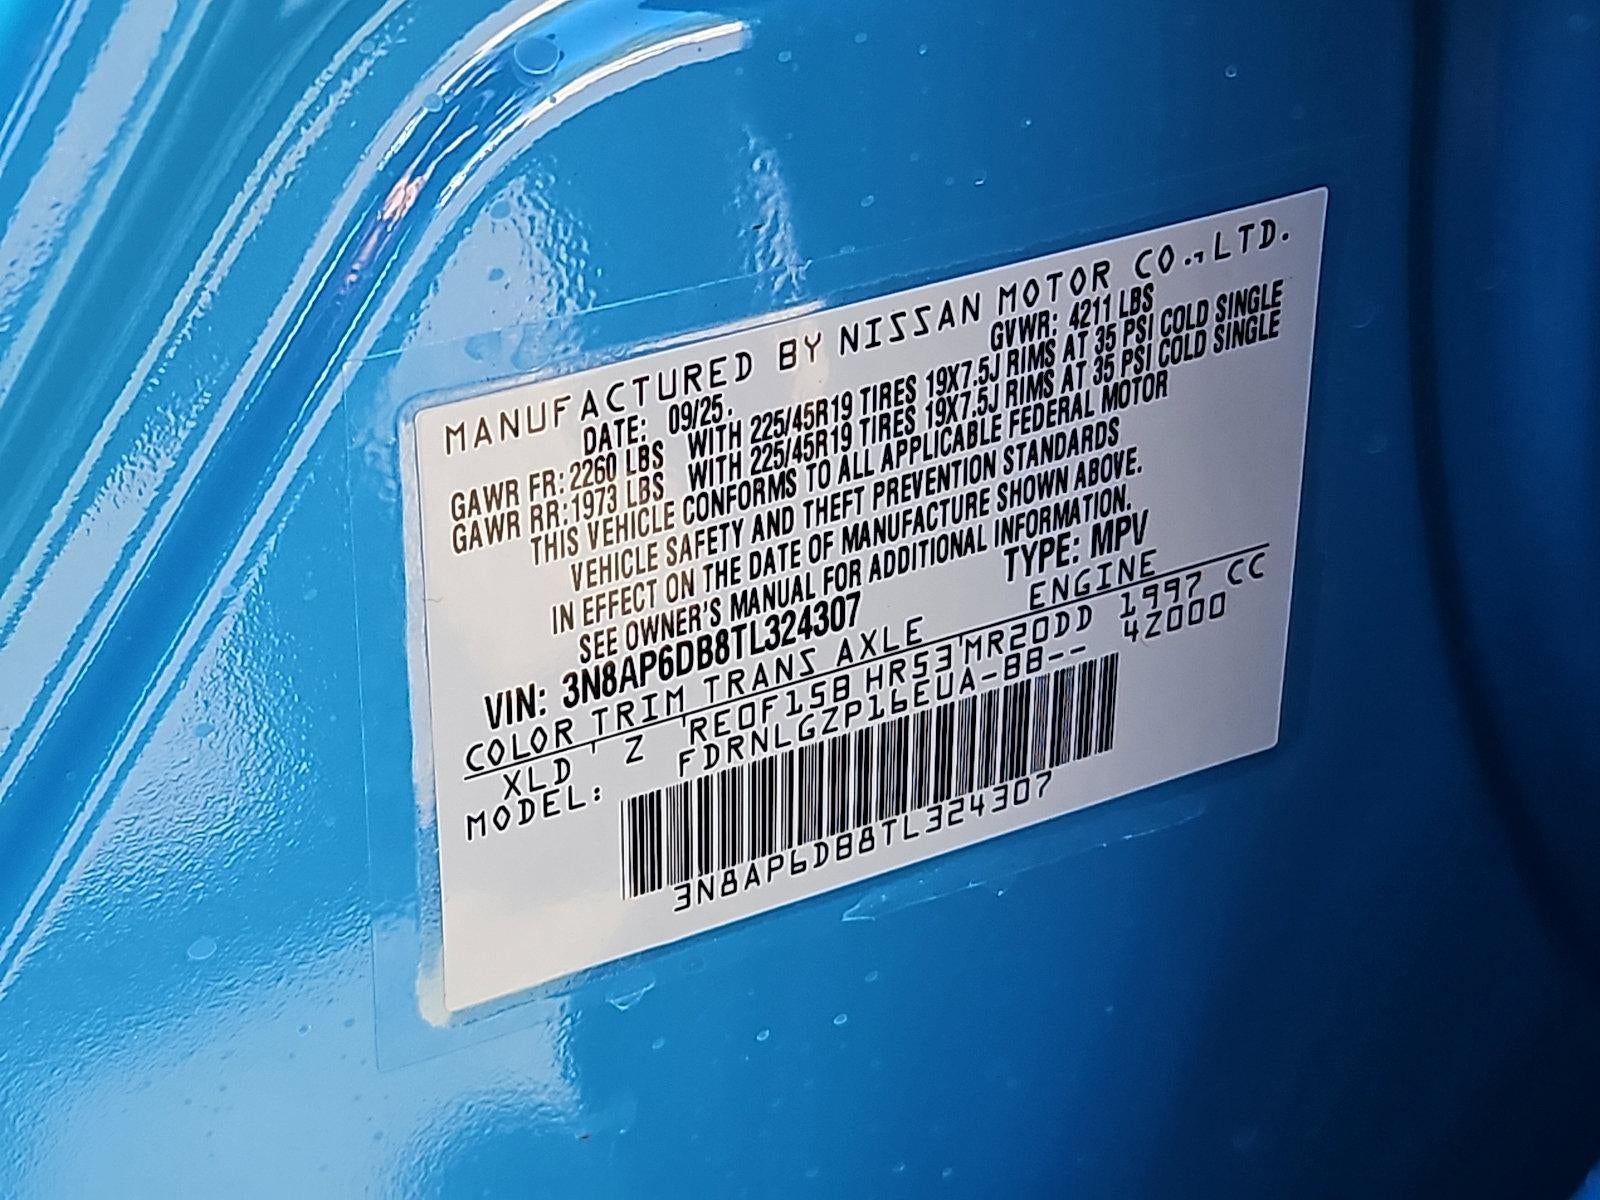 MANUFACTURED BY NISSAN MOTOR CO.,LTD.
DATE: 09/25. GVWR: 4211 LBS
GAWR FR: 2260 LBS WITH 225/45R19 TIRES 19X7.5J RIMS AT 35 PSI COLD SINGLE
GAWR RR: 1973 LBS WITH 225/45R19 TIRES 19X7.5J RIMS AT 35 PSI COLD SINGLE
THIS VEHICLE CONFORMS TO ALL APPLICABLE FEDERAL MOTOR
VEHICLE SAFETY AND THEFT PREVENTION STANDARDS
IN EFFECT ON THE DATE OF MANUFACTURE SHOWN ABOVE.
SEE OWNER'S MANUAL FOR ADDITIONAL INFORMATION.
VIN: 3N8AP6DB8TL324307 TYPE: MPV
COLOR TRIM TRANS AXLE ENGINE
XLD Z RE0F15B HR53 MR20DD 1997 CC
MODEL: FDRNLGZP16EUA-BB-- 4Z000
3N8AP6DB8TL324307